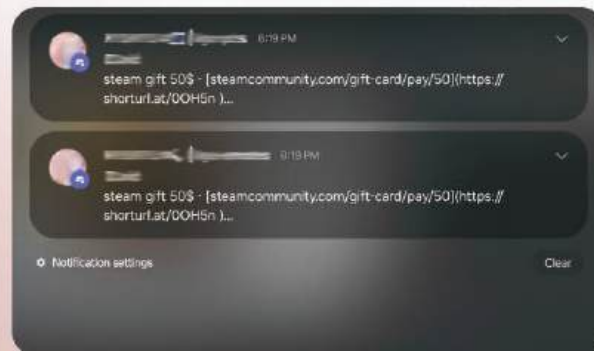 6:19 PM
steam gift 50$ - [steamcommunity.com/gift-card/pay/50](https://
shorturl.at/0OH5n )...
6:19 PM
steam gift 50$ - [steamcommunity.com/gift-card/pay/50](https://
shorturl.at/0OH5n )...
Notification settings
Clear